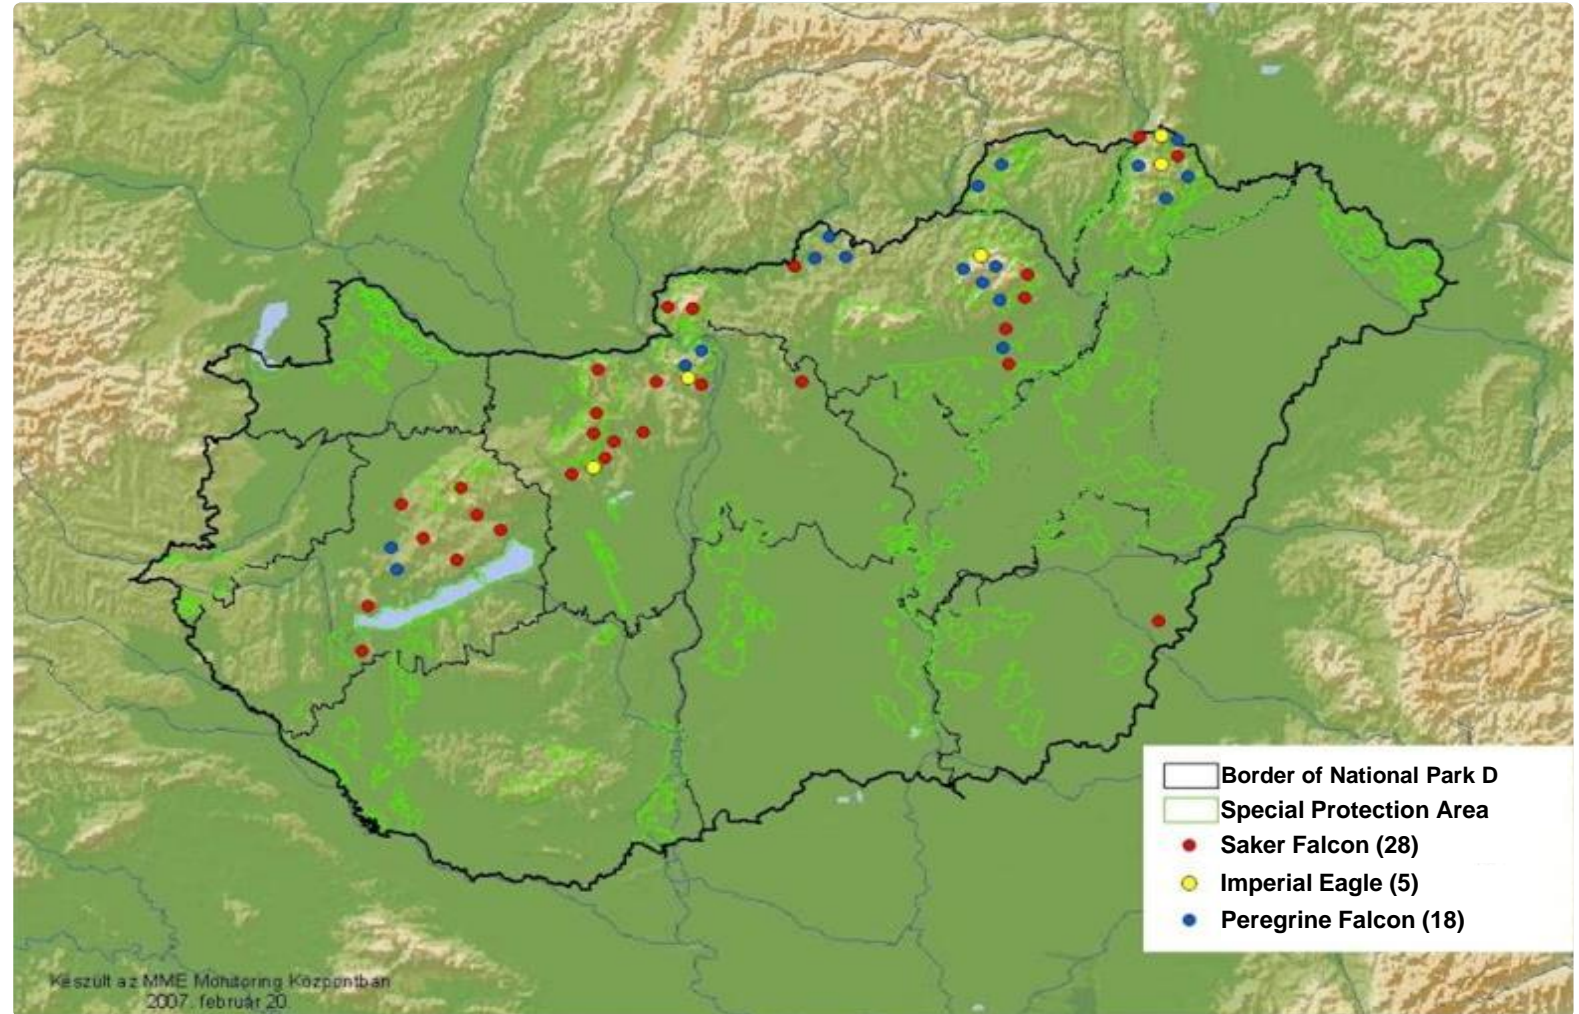 Border of National Park D
Special Protection Area
Saker Falcon (28)
Imperial Eagle (5)
Peregrine Falcon (18)
Készült az MME Monitoring Központban
2007. február 20.